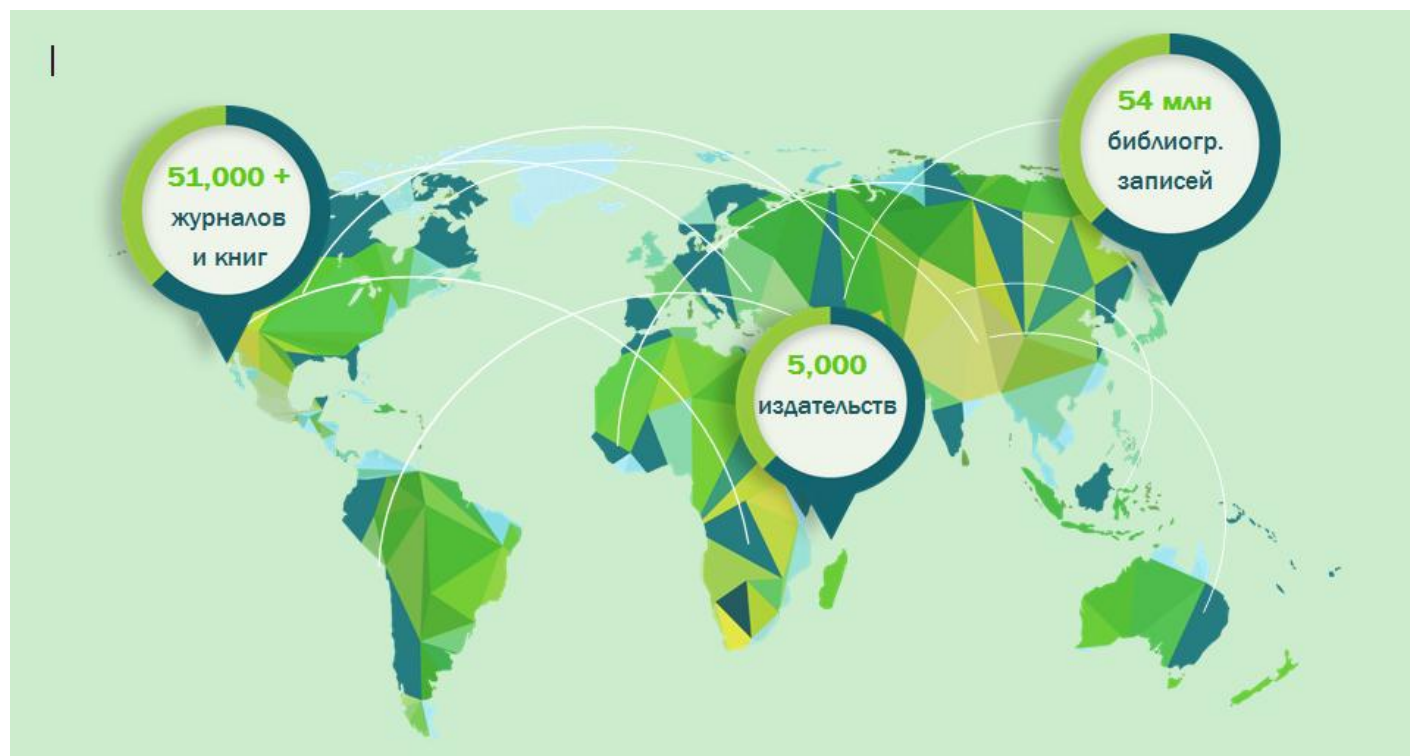 51,000 +
журналов
и книг
54 млн
библиогр.
записей
5,000
издательств